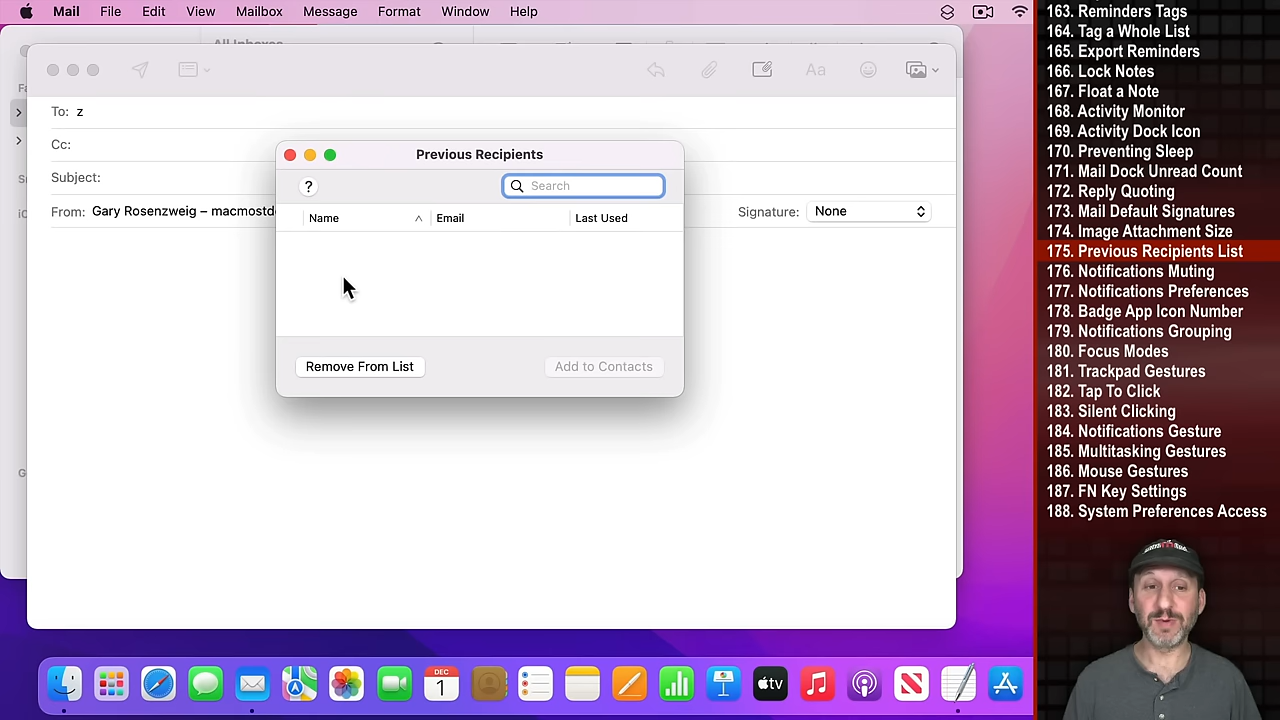 Mail File Edit View Mailbox Message Format Window Help
All Inboxes
To: z
Cc:
Subject:
From: Gary Rosenzweig – macmostd
Signature: None
Previous Recipients
?
Search
Name Email Last Used
Remove From List Add to Contacts
Aa
DEC
1
tv
163. Reminders Tags
164. Tag a Whole List
165. Export Reminders
166. Lock Notes
167. Float a Note
168. Activity Monitor
169. Activity Dock Icon
170. Preventing Sleep
171. Mail Dock Unread Count
172. Reply Quoting
173. Mail Default Signatures
174. Image Attachment Size
175. Previous Recipients List
176. Notifications Muting
177. Notifications Preferences
178. Badge App Icon Number
179. Notifications Grouping
180. Focus Modes
181. Trackpad Gestures
182. Tap To Click
183. Silent Clicking
184. Notifications Gesture
185. Multitasking Gestures
186. Mouse Gestures
187. FN Key Settings
188. System Preferences Access